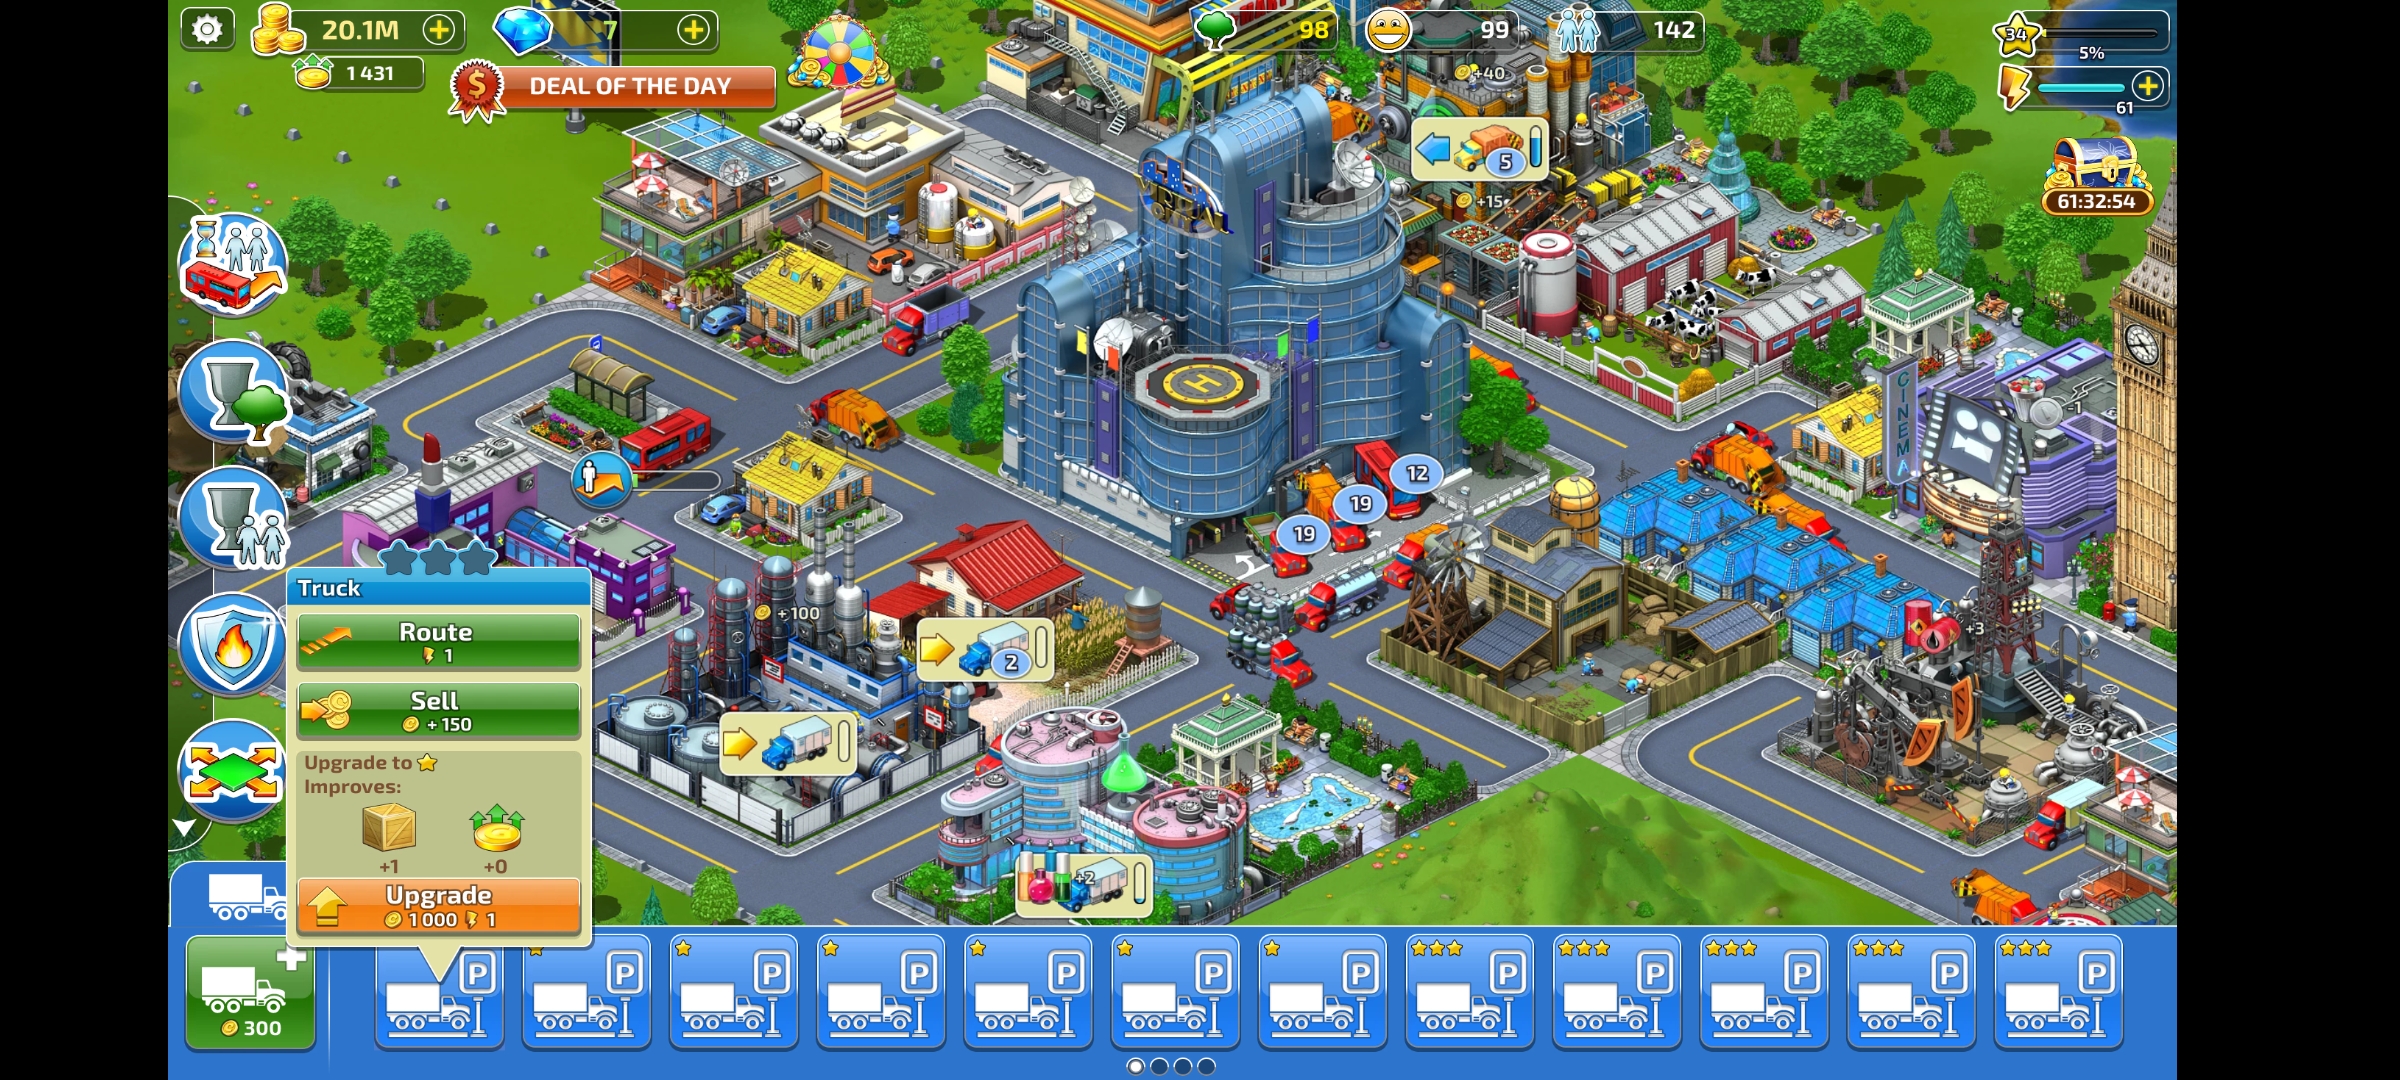 20.1M
7
98
99
142
34
5%
1 431
DEAL OF THE DAY
+40
61
5
+15
61:32:54
CINEMA
-1
H
12
19
19
Truck
+100
+3
Route
1
2
Sell
+ 150
Upgrade to
Improves:
+1
+0
+2
Upgrade
1 000
1
P
P
P
P
P
P
P
P
P
P
P
P
300